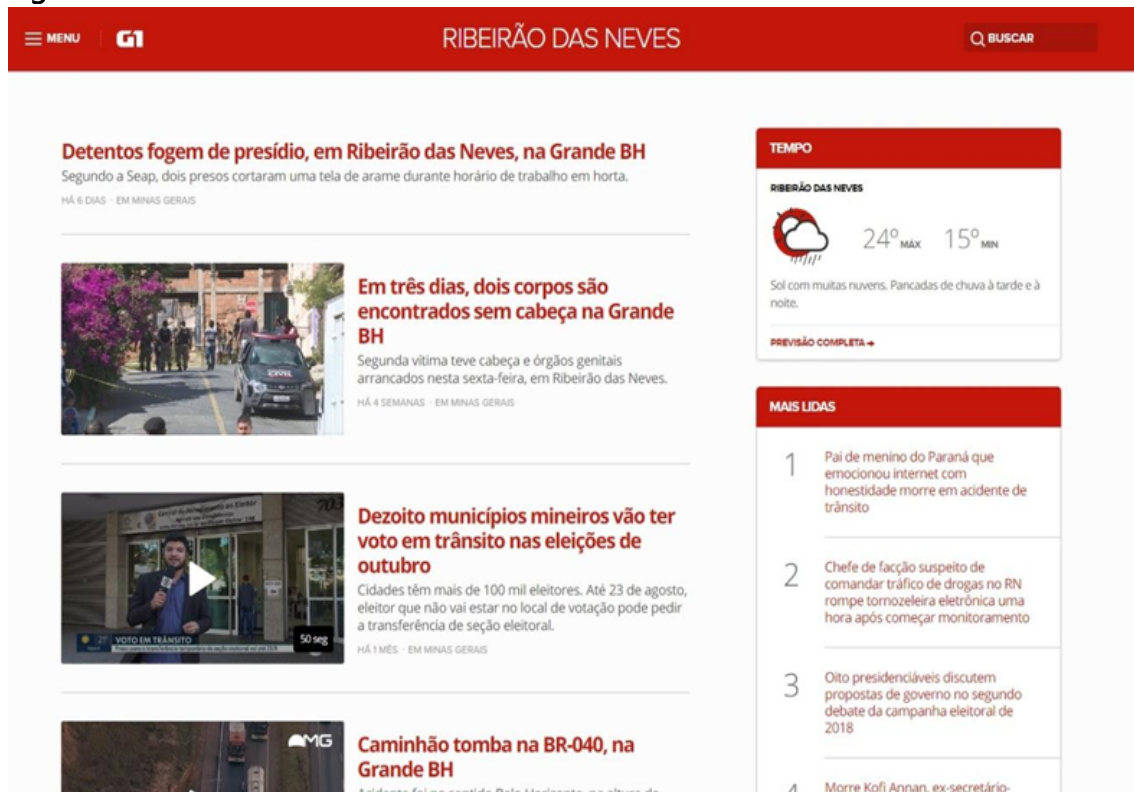 MENU
G1
RIBEIRÃO DAS NEVES
BUSCAR
Detentos fogem de presídio, em Ribeirão das Neves, na Grande BH
Segundo a Seap, dois presos cortaram uma tela de arame durante horário de trabalho em horta.
HÁ 6 DIAS · EM MINAS GERAIS
Em três dias, dois corpos são
encontrados sem cabeça na Grande
BH
Segunda vítima teve cabeça e órgãos genitais
arrancados nesta sexta-feira, em Ribeirão das Neves.
HÁ 4 SEMANAS · EM MINAS GERAIS
703
27
VOTO EM TRÂNSITO
50 seg
Dezoito municípios mineiros vão ter
voto em trânsito nas eleições de
outubro
Cidades têm mais de 100 mil eleitores. Até 23 de agosto,
eleitor que não vai estar no local de votação pode pedir
a transferência de seção eleitoral.
HÁ 1 MÊS · EM MINAS GERAIS
MG
Caminhão tomba na BR-040, na
Grande BH
TEMPO
RIBEIRÃO DAS NEVES
24º MÁX 15º MIN
Sol com muitas nuvens. Pancadas de chuva à tarde e à
noite.
PREVISÃO COMPLETA →
MAIS LIDAS
1
Pai de menino do Paraná que
emocionou internet com
honestidade morre em acidente de
trânsito
2
Chefe de facção suspeito de
comandar tráfico de drogas no RN
rompe tornozeleira eletrônica uma
hora após começar monitoramento
3
Oito presidenciáveis discutem
propostas de governo no segundo
debate da campanha eleitoral de
2018
4
Morre Kofi Annan, ex-secretário-